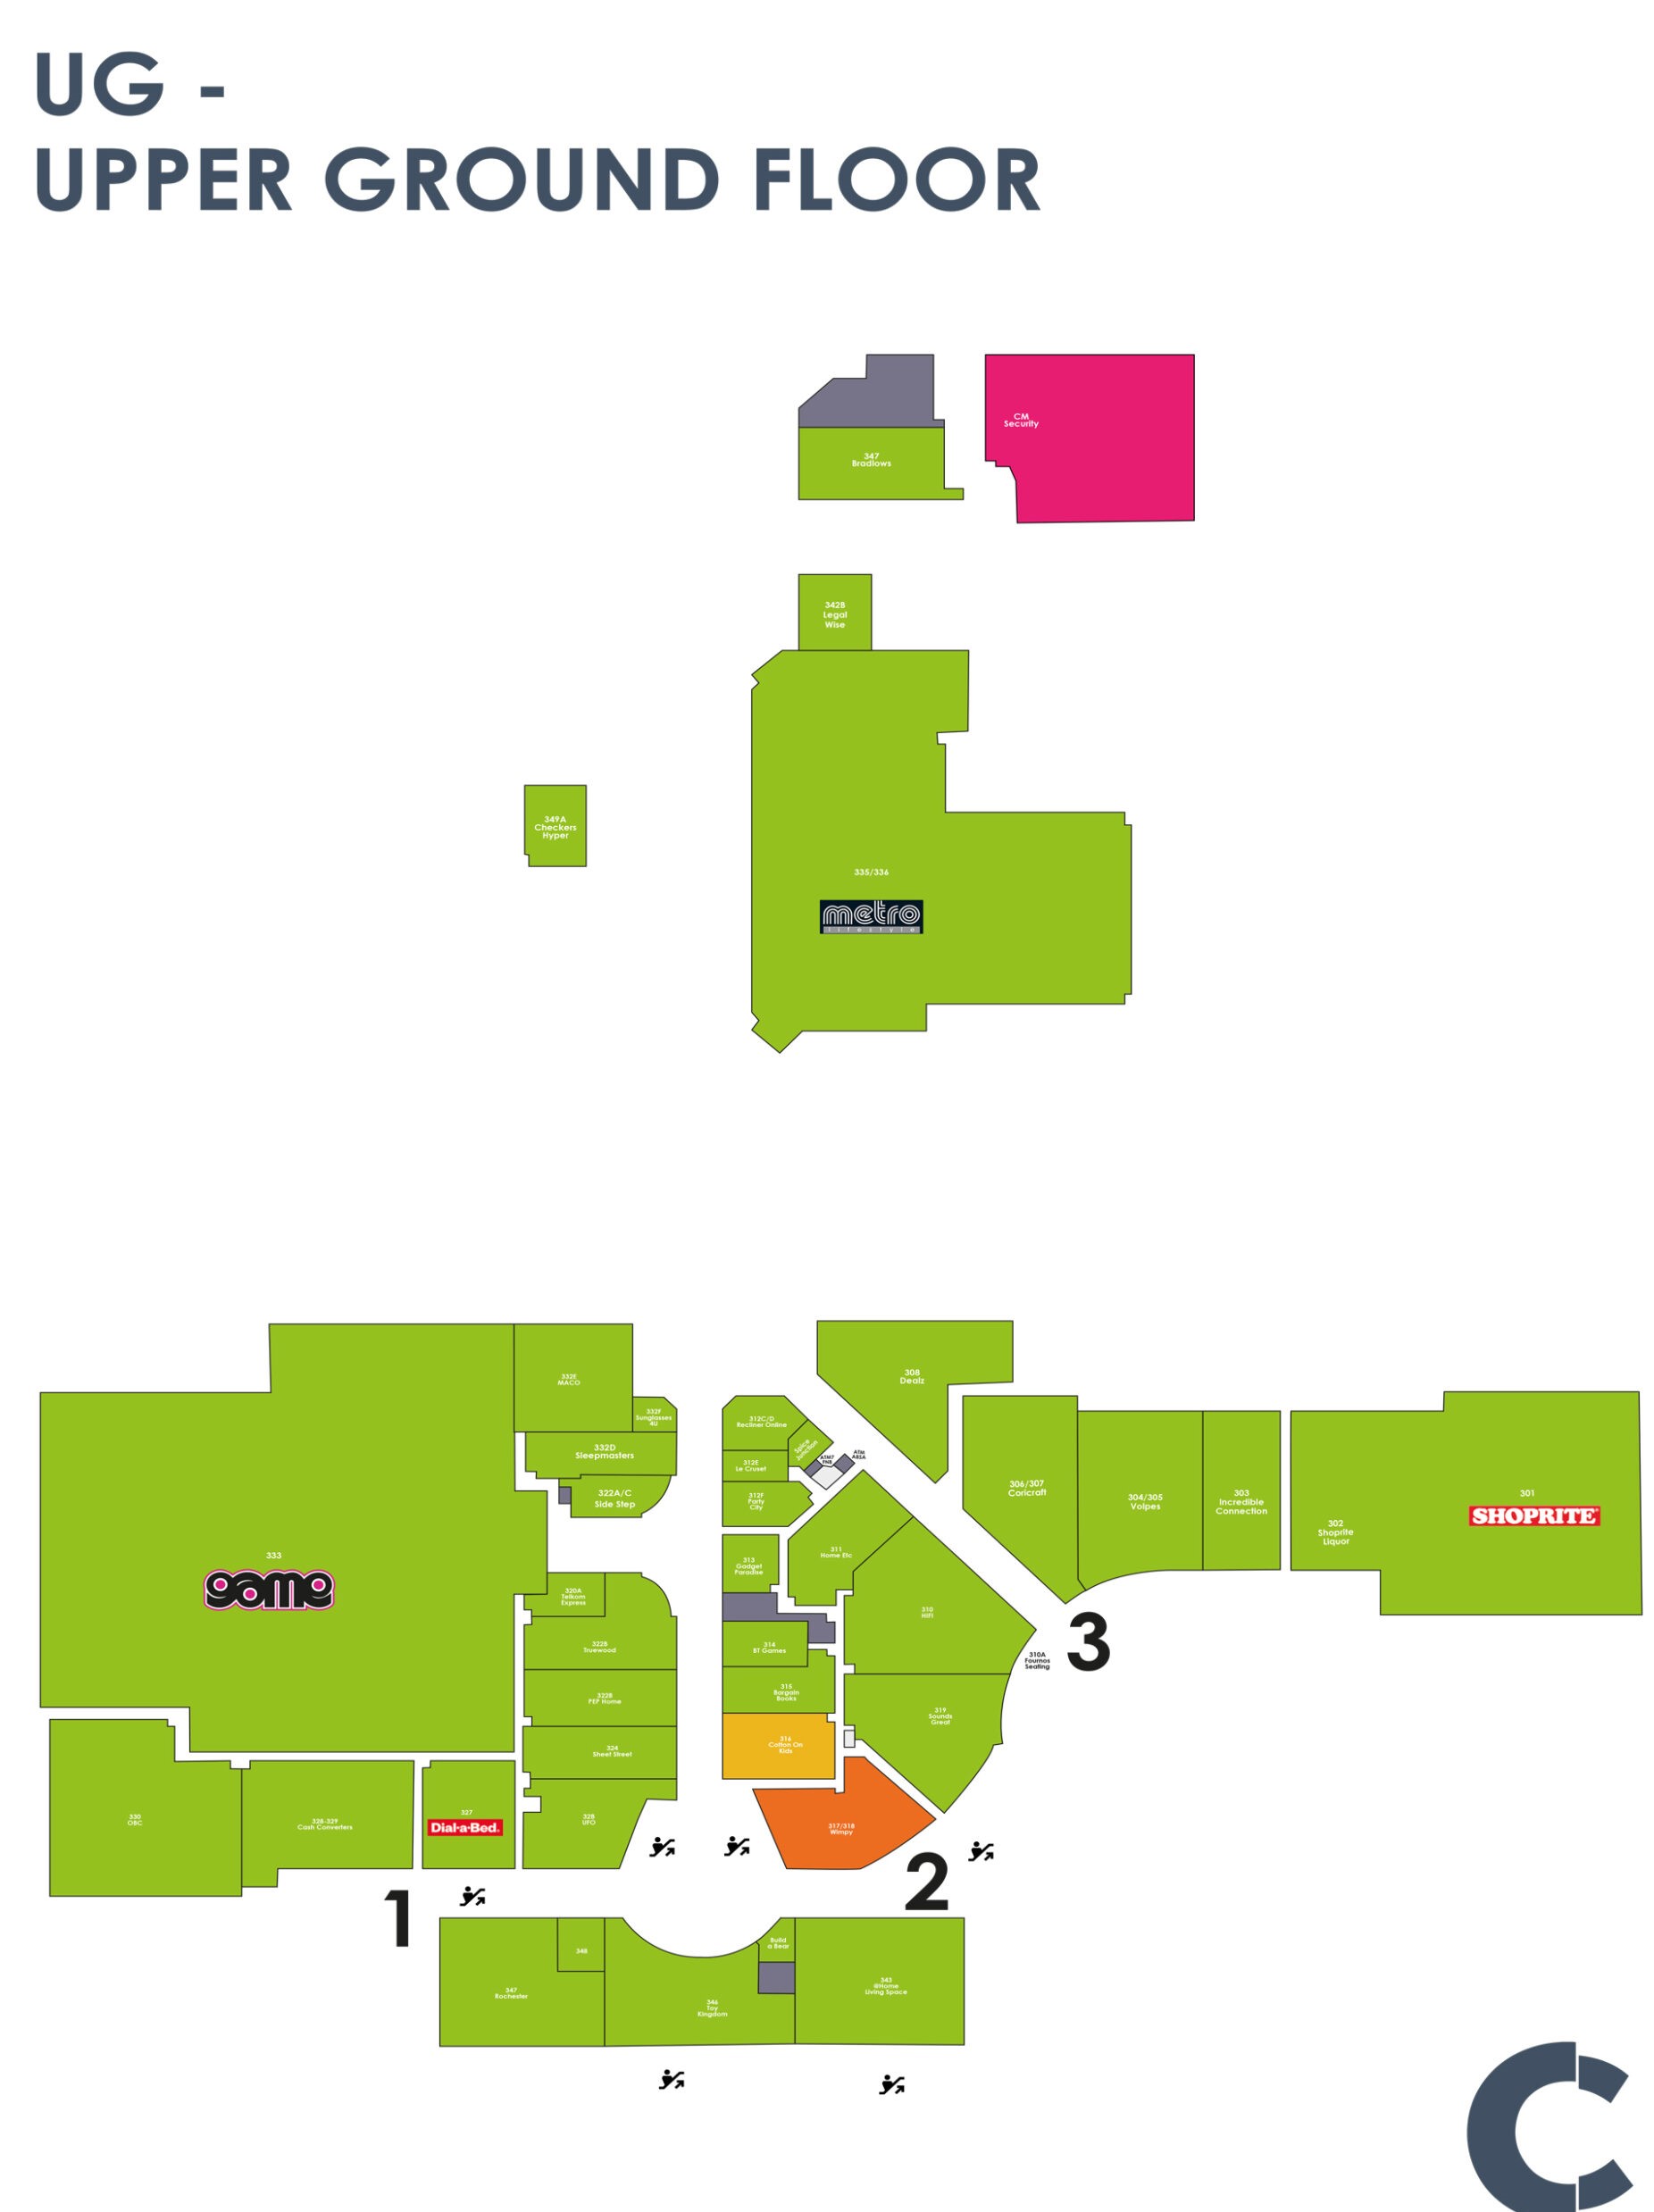 UG -
UPPER GROUND FLOOR
CM
Security
347
Bradlows
342B
Legal
Wise
349A
Checkers
Hyper
335/336
metro
lifestyle
308
Dealz
332E
MACO
332F
Sunglasses
4U
312C/D
Recliner Online
Spice
Junction
ATM
ABSA
ATM7
FNB
332D
Sleepmasters
312E
Le Cruset
322A/C
Side Step
312F
Party
City
306/307
Coricraft
304/305
Volpes
303
Incredible
Connection
301
SHOPRITE
302
Shoprite
Liquor
333
game
311
Home Etc
313
Gadget
Paradise
320A
Telkom
Express
310
HiFi
322B
Truewood
314
BT Games
310A
Fournos
Seating
3
322B
PEP Home
315
Bargain
Books
319
Sounds
Great
324
Sheet Street
316
Cotton On
Kids
330
OBC
328-329
Cash Converters
327
Dial-a-Bed.
328
UFO
317/318
Wimpy
2
1
348
Build
a Bear
347
Rochester
346
Toy
Kingdom
343
@Home
Living Space